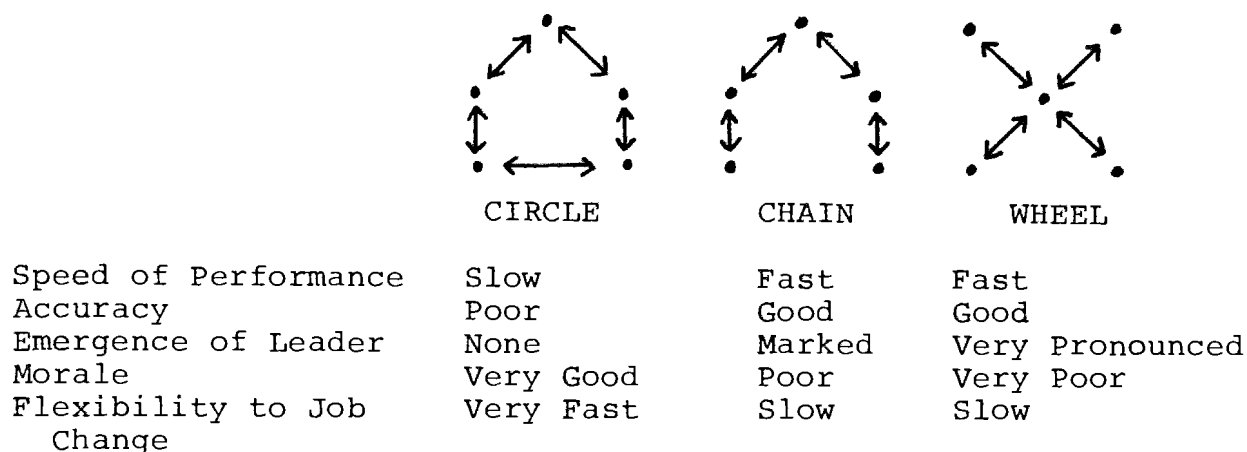 CIRCLE CHAIN WHEEL
Speed of Performance Slow Fast Fast
Accuracy Poor Good Good
Emergence of Leader None Marked Very Pronounced
Morale Very Good Poor Very Poor
Flexibility to Job Very Fast Slow Slow
Change